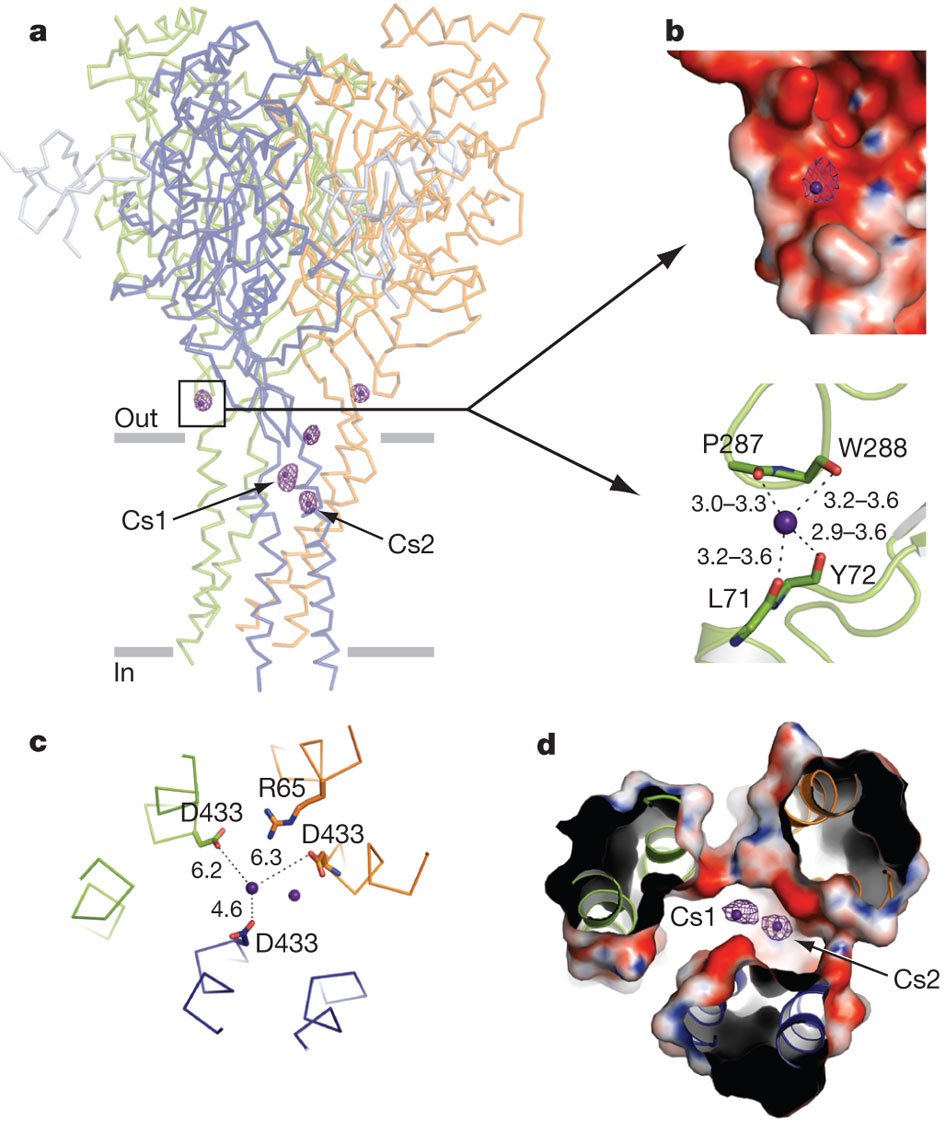 a
b
Out
Cs1
Cs2
In
P287
W288
3.0–3.3
3.2–3.6
2.9–3.6
3.2–3.6
Y72
L71
c
R65
D433
D433
6.2
6.3
4.6
D433
d
Cs1
Cs2